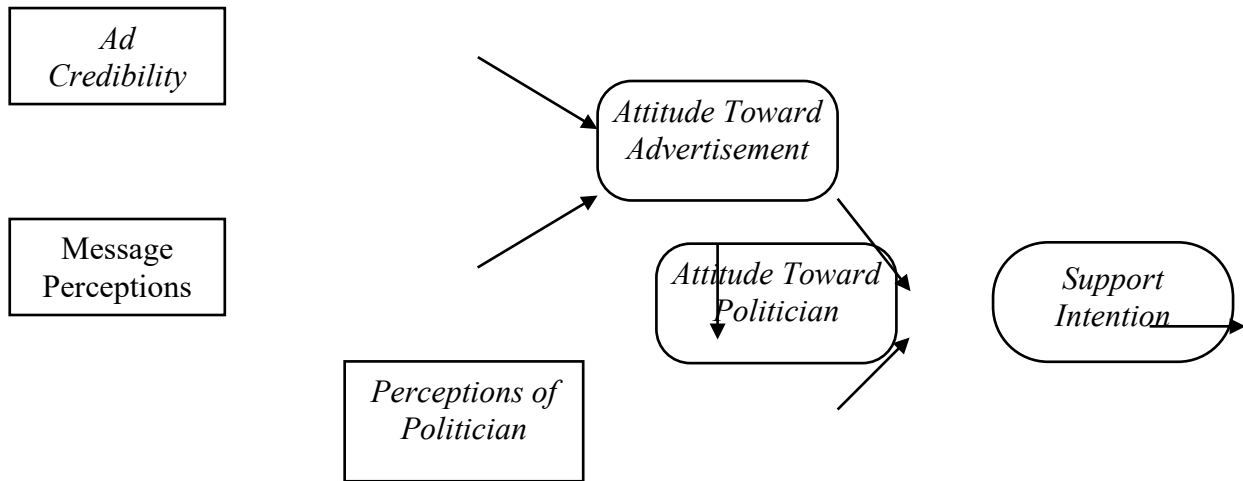 Ad
Credibility
Attitude Toward
Advertisement
Message
Perceptions
Attitude Toward
Politician
Support
Intention
Perceptions of
Politician